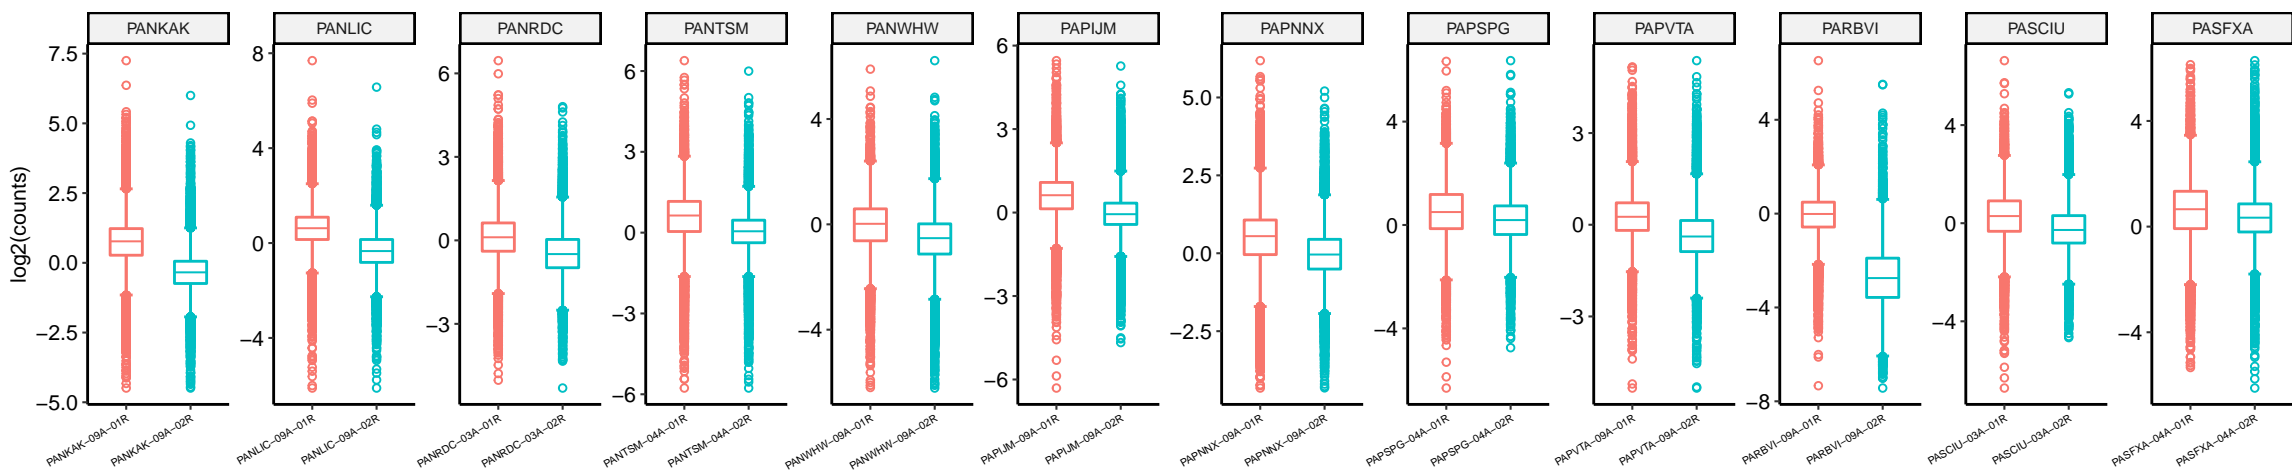 PANKAK PANLIC PANRDC PANTSM PANWHW PAPIJM PAPNNX PAPSPG PAPVTA PARBVI PASCIU PASFXA
log2(counts)
7.5
5.0
2.5
0.0
−2.5
−5.0
8
4
0
−4
6
3
0
−3
6
3
0
−3
−6
4
0
−4
6
3
0
−3
−6
5.0
2.5
0.0
−2.5
4
0
−4
3
0
−3
4
0
−4
−8
4
0
−4
4
0
−4
PANKAK−09A−01R
PANKAK−09A−02R
PANLIC−09A−01R
PANLIC−09A−02R
PANRDC−03A−01R
PANRDC−03A−02R
PANTSM−04A−01R
PANTSM−04A−02R
PANWHW−09A−01R
PANWHW−09A−02R
PAPIJM−09A−01R
PAPIJM−09A−02R
PAPNNX−09A−01R
PAPNNX−09A−02R
PAPSPG−04A−01R
PAPSPG−04A−02R
PAPVTA−09A−01R
PAPVTA−09A−02R
PARBVI−09A−01R
PARBVI−09A−02R
PASCIU−03A−01R
PASCIU−03A−02R
PASFXA−04A−01R
PASFXA−04A−02R